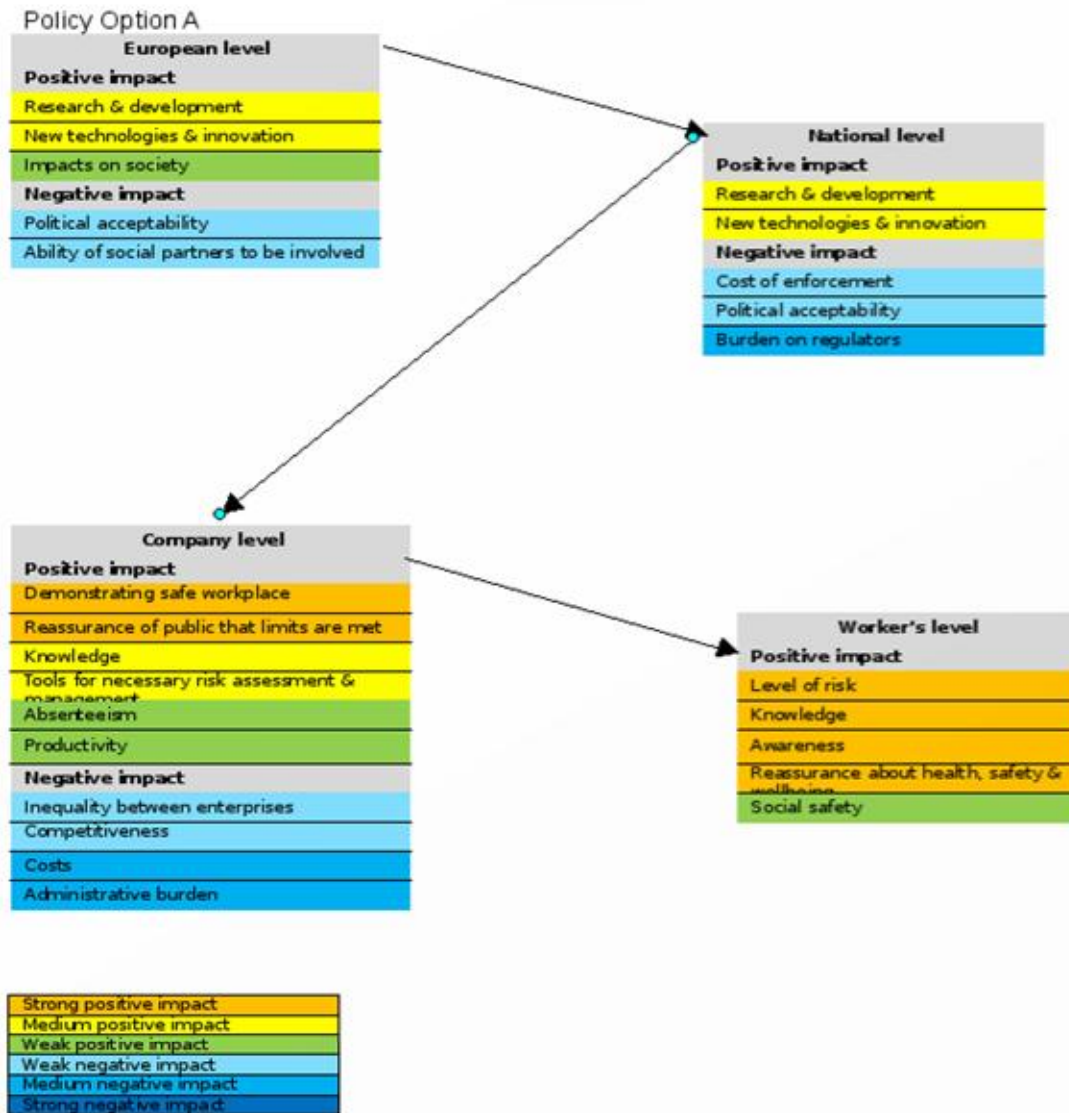 Policy Option A
European level
Positive impact
Research & development
New technologies & innovation
Impacts on society
Negative impact
Political acceptability
Ability of social partners to be involved
National level
Positive impact
Research & development
New technologies & innovation
Negative impact
Cost of enforcement
Political acceptability
Burden on regulators
Company level
Positive impact
Demonstrating safe workplace
Reassurance of public that limits are met
Knowledge
Tools for necessary risk assessment &
management
Absenteeism
Productivity
Negative impact
Inequality between enterprises
Competitiveness
Costs
Administrative burden
Worker's level
Positive impact
Level of risk
Knowledge
Awareness
Reassurance about health, safety &
wellbeing
Social safety
Strong positive impact
Medium positive impact
Weak positive impact
Weak negative impact
Medium negative impact
Strong negative impact